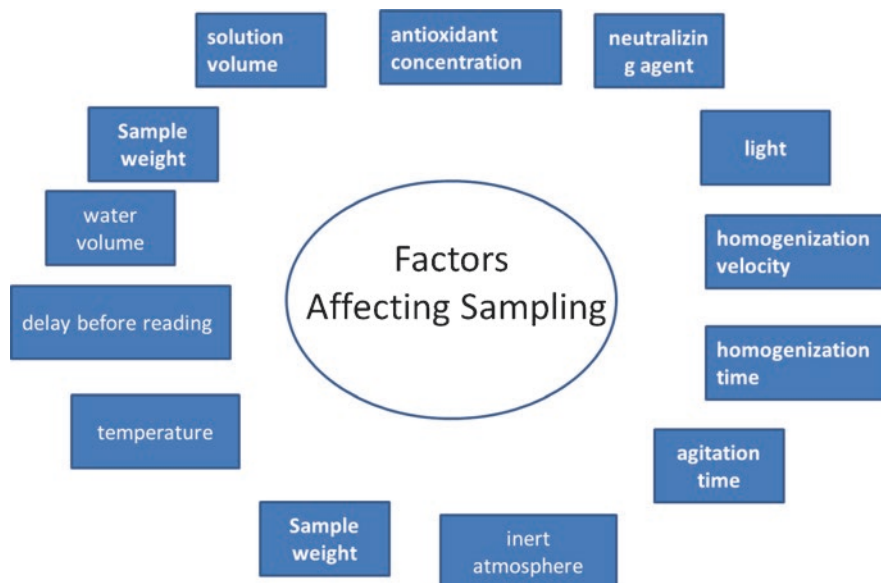 solution
volume
antioxidant
concentration
neutralizin
g agent
Sample
weight
light
water
volume
homogenization
velocity
Factors
Affecting Sampling
delay before reading
homogenization
time
temperature
agitation
time
Sample
weight
inert
atmosphere